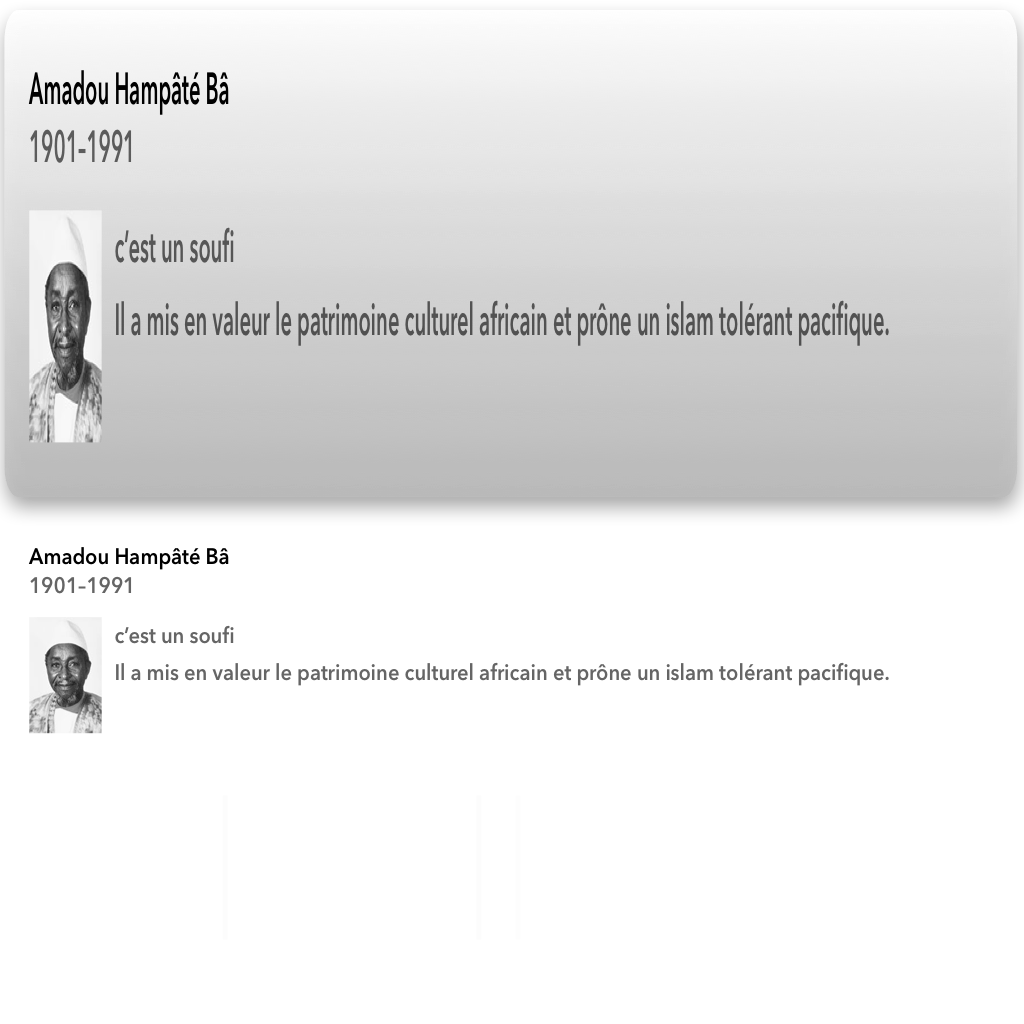 Amadou Hampâté Bâ
1901-1991
c’est un soufi
Il a mis en valeur le patrimoine culturel africain et prône un islam tolérant pacifique.
Amadou Hampâté Bâ
1901-1991
c’est un soufi
Il a mis en valeur le patrimoine culturel africain et prône un islam tolérant pacifique.